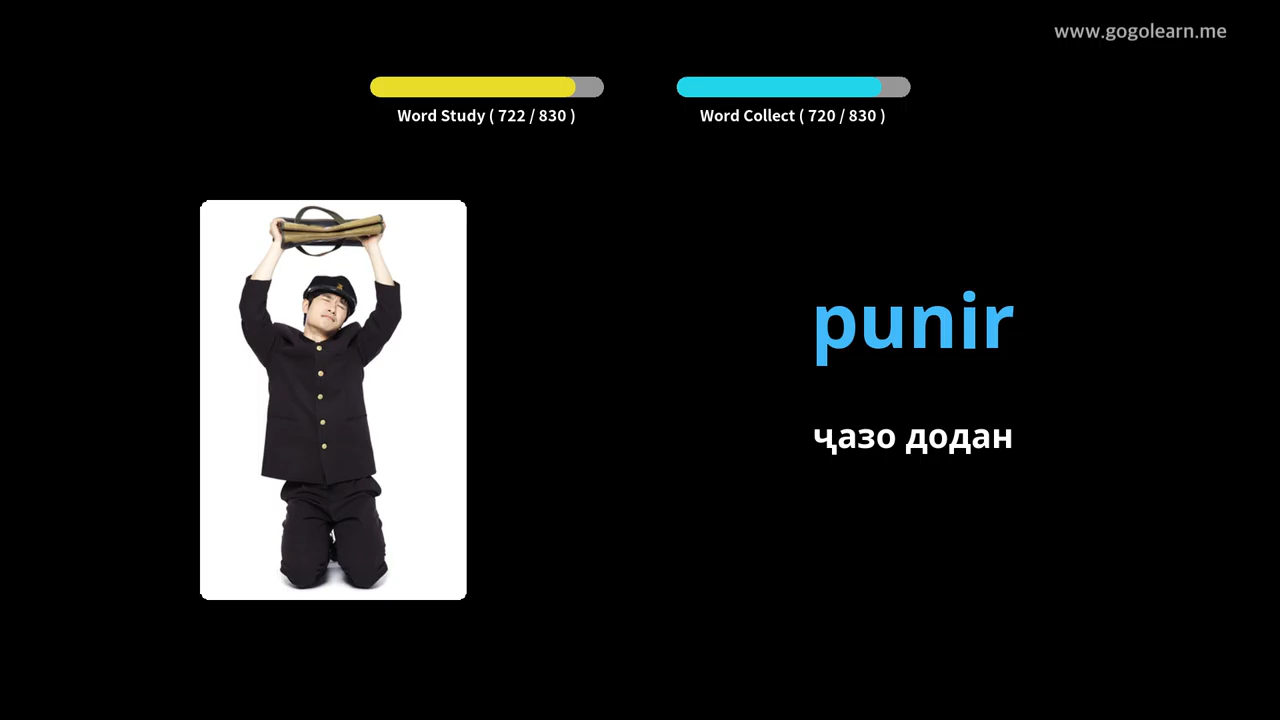 www.gogolearn.me
Word Study ( 722 / 830 )
Word Collect ( 720 / 830 )
punir
ҷазо додан